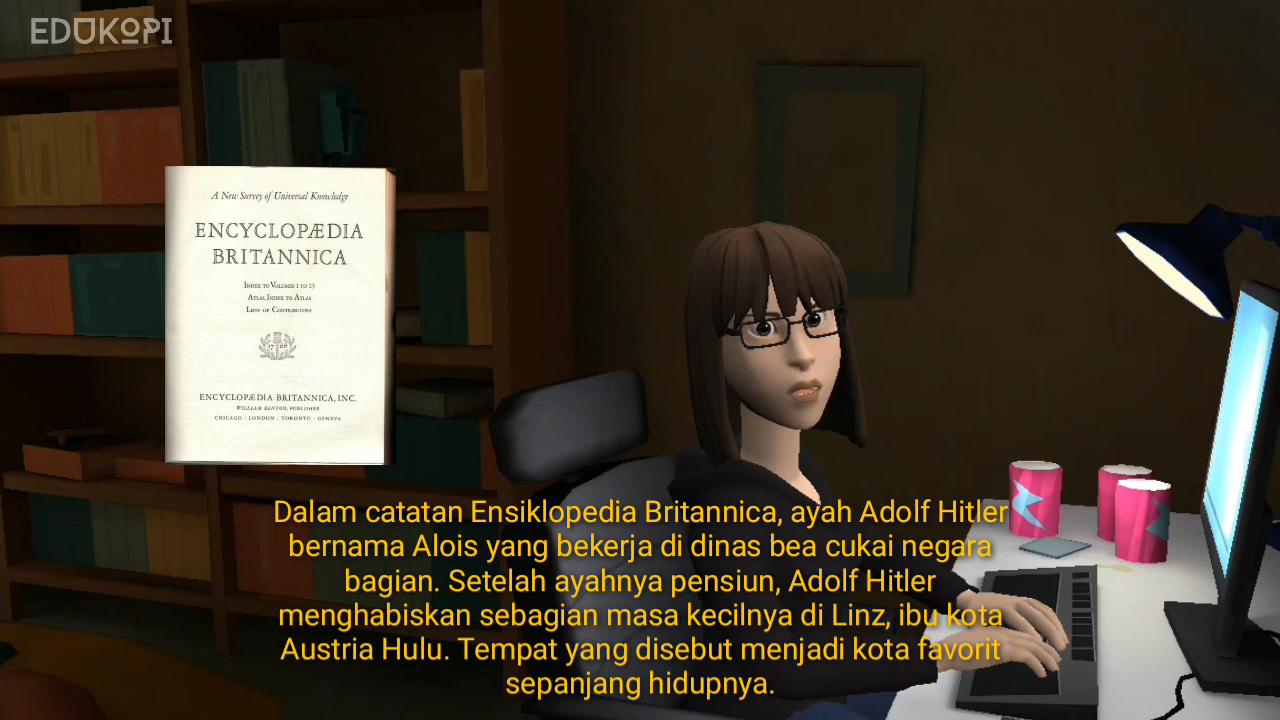 EDUKOPI
A New Survey of Universal Knowledge
ENCYCLOPÆDIA
BRITANNICA
INDEX TO VOLUMES 1 TO 23
ATLAS, INDEX TO ATLAS
LISTS OF CONTRIBUTORS
1768
ENCYCLOPÆDIA BRITANNICA, INC.
WILLIAM BENTON, PUBLISHER
CHICAGO · LONDON · TORONTO · GENEVA
Dalam catatan Ensiklopedia Britannica, ayah Adolf Hitler
bernama Alois yang bekerja di dinas bea cukai negara
bagian. Setelah ayahnya pensiun, Adolf Hitler
menghabiskan sebagian masa kecilnya di Linz, ibu kota
Austria Hulu. Tempat yang disebut menjadi kota favorit
sepanjang hidupnya.